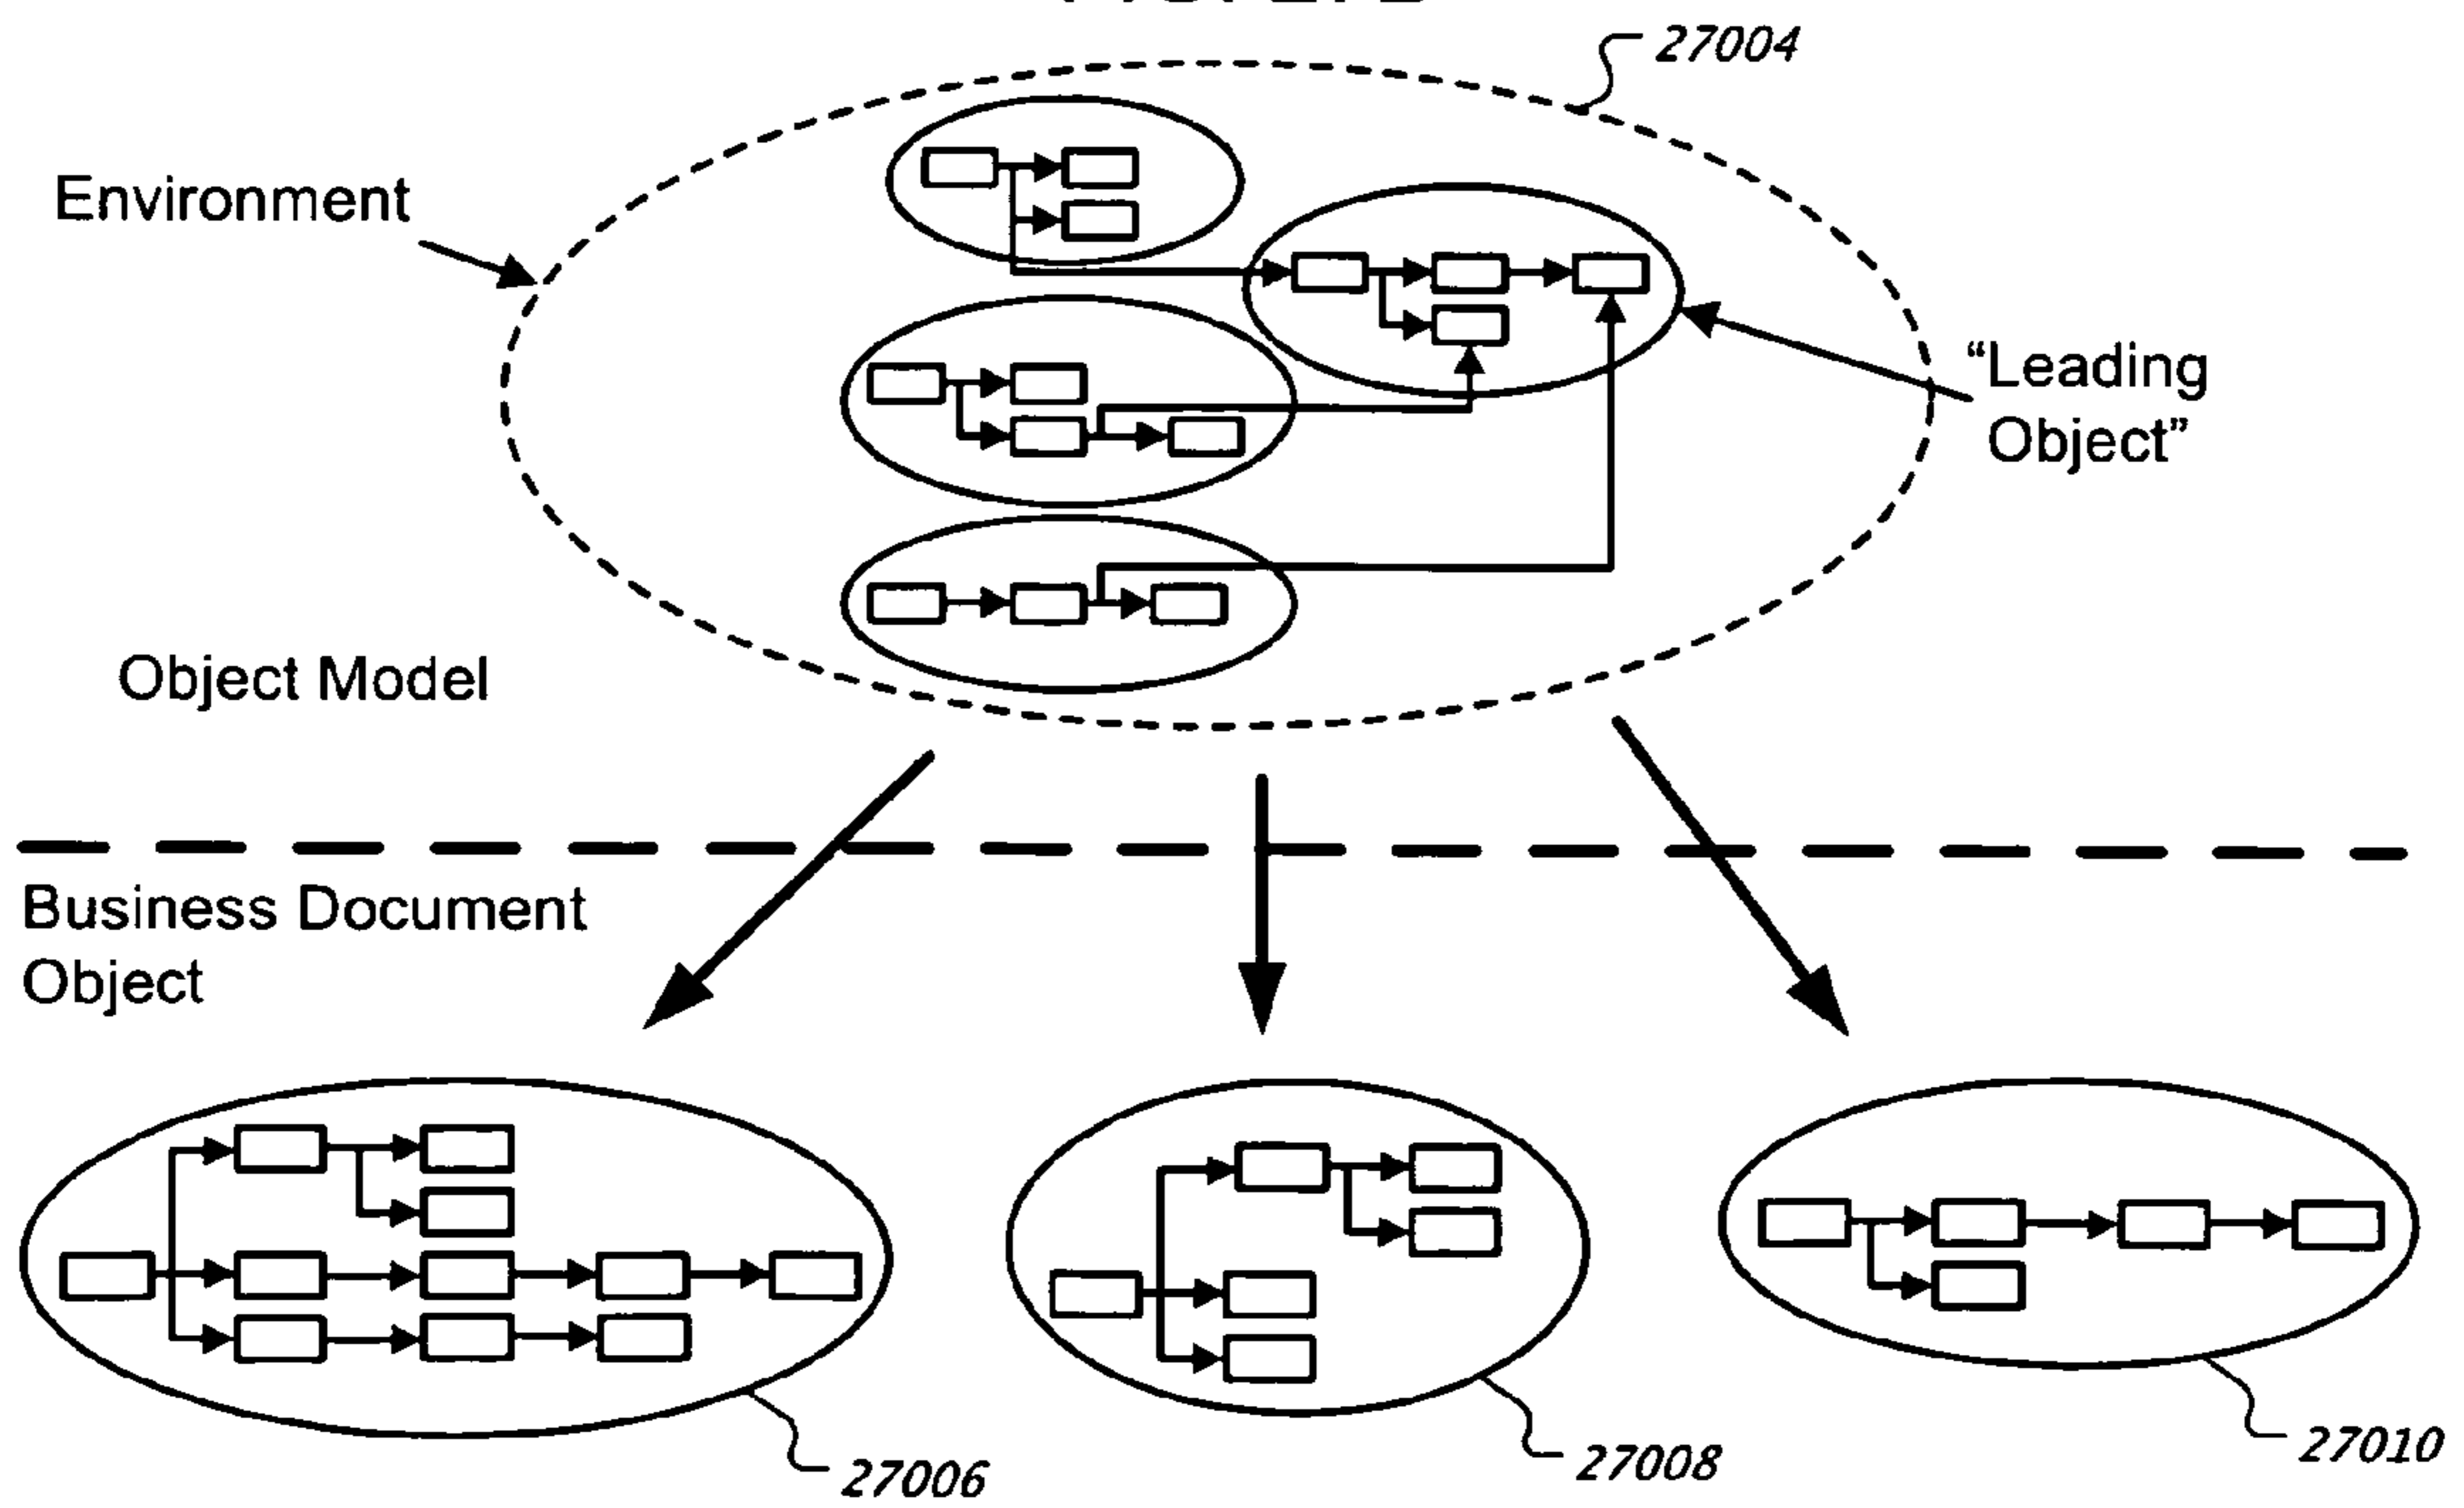 27004
Environment
“Leading
Object”
Object Model
Business Document
Object
27006
27008
27010